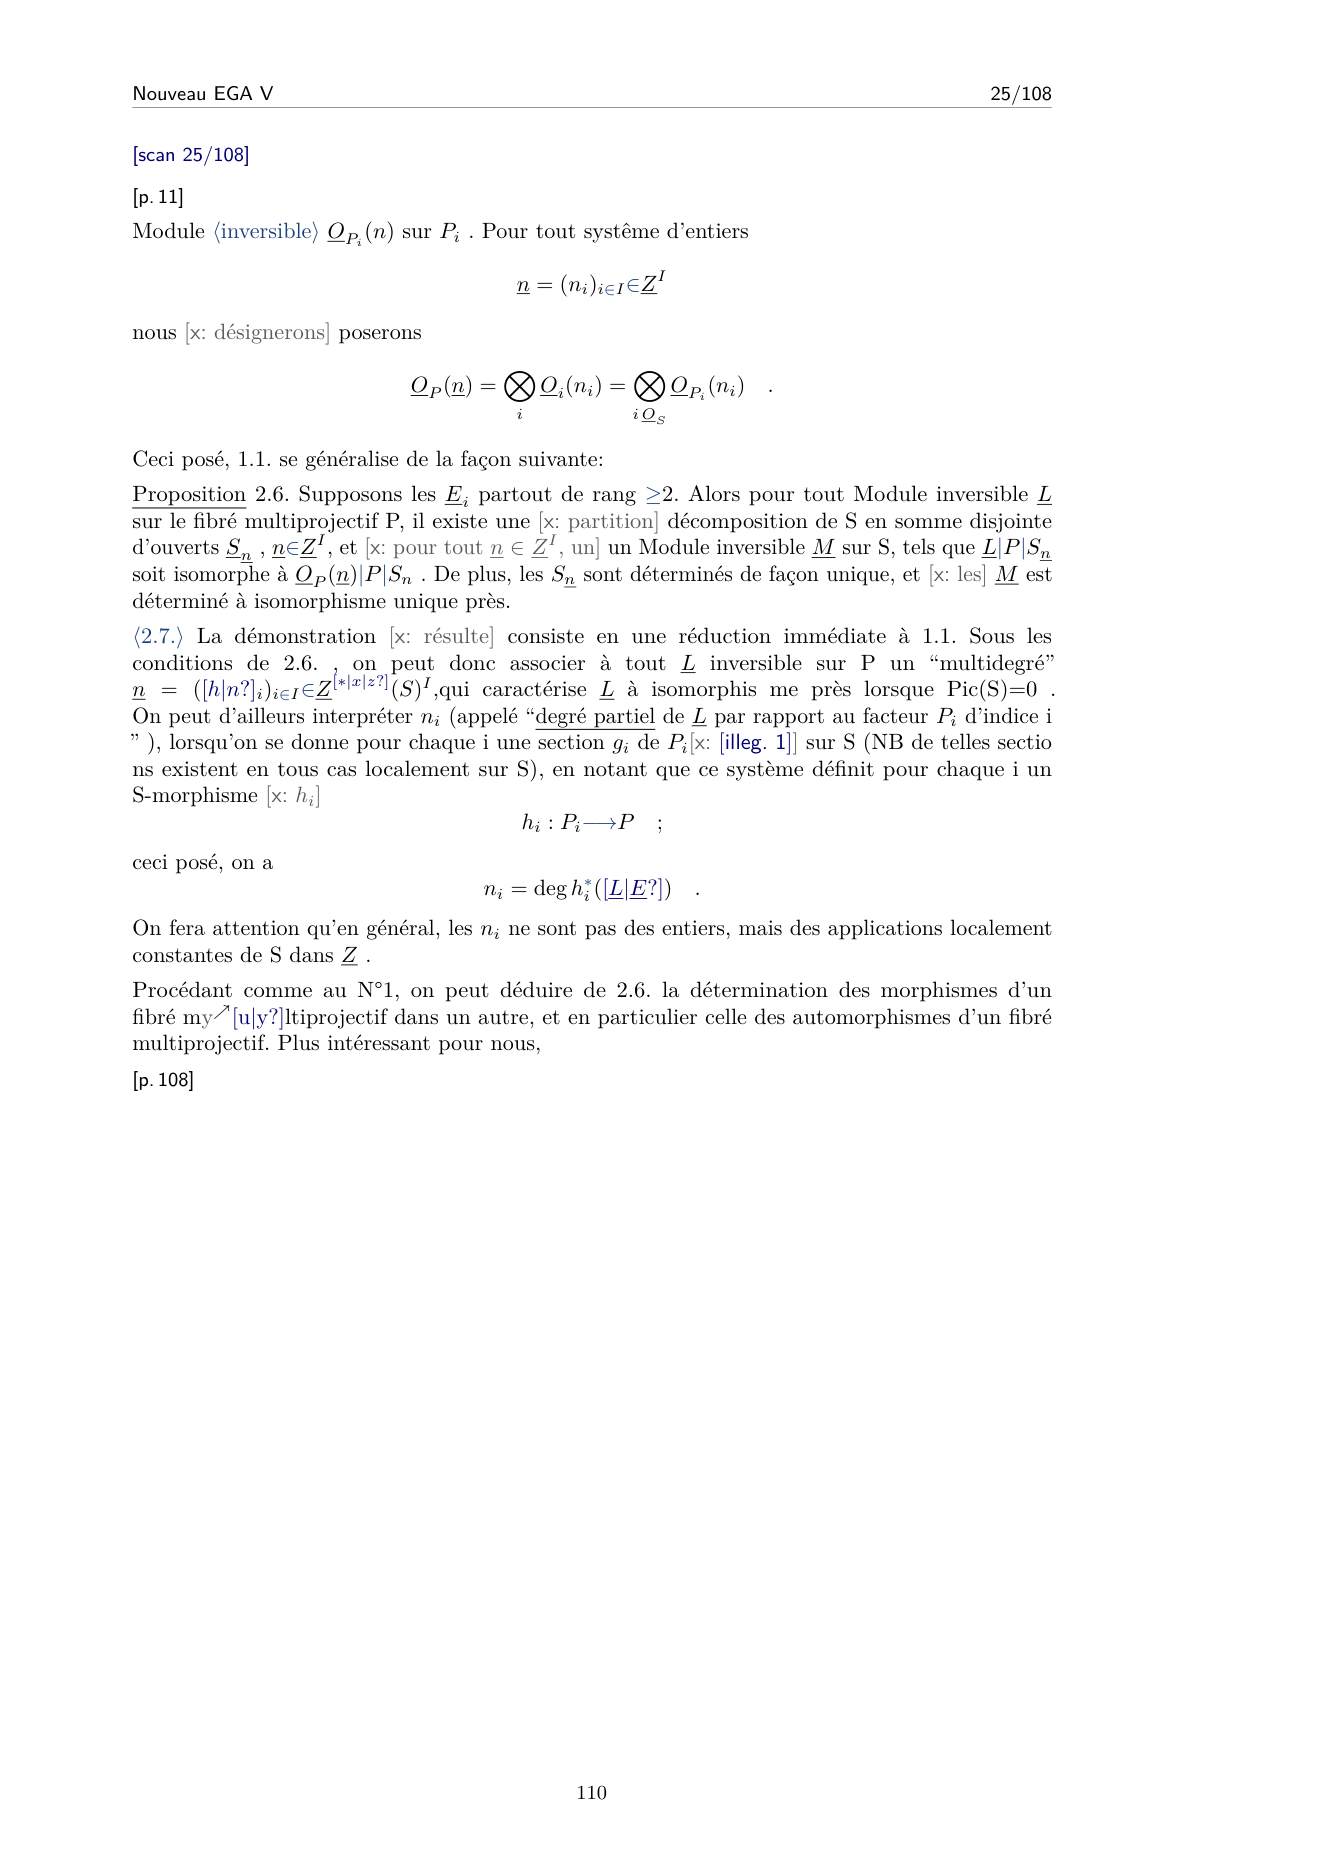 Nouveau EGA V 25/108
[scan 25/108]
[p. 11]
Module ⟨inversible⟩ O_{P_i}(n) sur P_i . Pour tout systême d'entiers
n = (n_i)_{i∈I}∈Z^I
nous [x: désignerons] poserons
O_P(n) = ⨂_i O_i(n_i) = ⨂_{i O_S} O_{P_i}(n_i) .
Ceci posé, 1.1. se généralise de la façon suivante:
Proposition 2.6. Supposons les E_i partout de rang ≥2. Alors pour tout Module inversible L
sur le fibré multiprojectif P, il existe une [x: partition] décomposition de S en somme disjointe
d'ouverts S_n , n∈Z^I, et [x: pour tout n ∈ Z^I, un] un Module inversible M sur S, tels que L|P|S_n
soit isomorphe à O_P(n)|P|S_n . De plus, les S_n sont déterminés de façon unique, et [x: les] M est
déterminé à isomorphisme unique près.
⟨2.7.⟩ La démonstration [x: résulte] consiste en une réduction immédiate à 1.1. Sous les
conditions de 2.6. , on peut donc associer à tout L inversible sur P un “multidegré”
n = ([h|n?]_i)_{i∈I}∈Z^{[*|x|z?]}(S)^I,qui caractérise L à isomorphis me près lorsque Pic(S)=0 .
On peut d'ailleurs interpréter n_i (appelé “degré partiel de L par rapport au facteur P_i d'indice i
” ), lorsqu'on se donne pour chaque i une section g_i de P_i[x: [illeg. 1]] sur S (NB de telles sectio
ns existent en tous cas localement sur S), en notant que ce système définit pour chaque i un
S-morphisme [x: h_i]
h_i : P_i⟶P ;
ceci posé, on a
n_i = deg h_i^*([L|E?]) .
On fera attention qu'en général, les n_i ne sont pas des entiers, mais des applications localement
constantes de S dans Z .
Procédant comme au N°1, on peut déduire de 2.6. la détermination des morphismes d'un
fibré my↗[u|y?]ltiprojectif dans un autre, et en particulier celle des automorphismes d'un fibré
multiprojectif. Plus intéressant pour nous,
[p. 108]
110